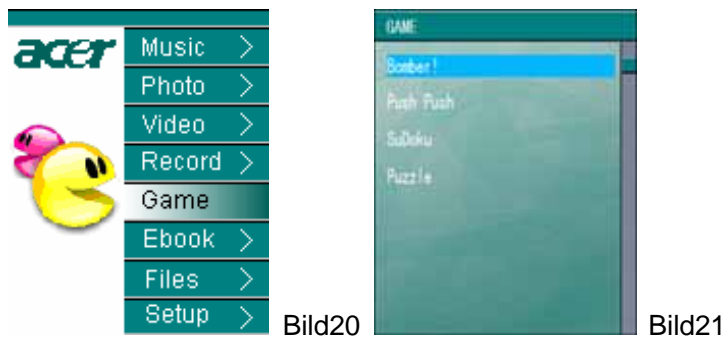 acer
Music >
Photo >
Video >
Record >
Game
Ebook >
Files >
Setup >
Bild20
GAME
Bomber!
Push Push
SuDoku
Puzzle
Bild21